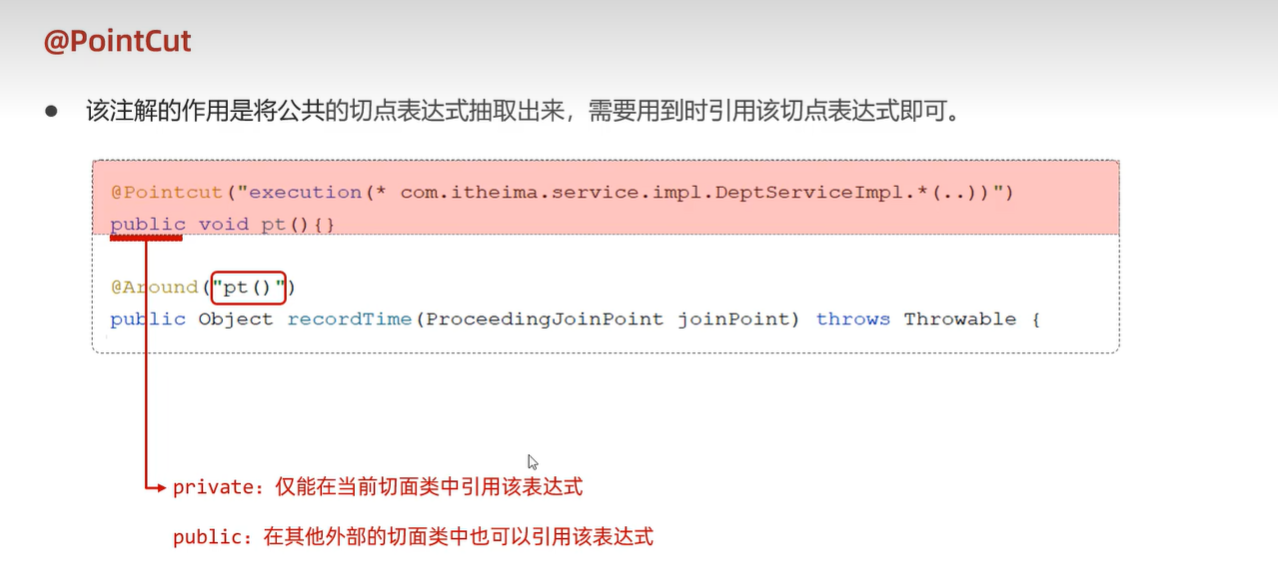 @PointCut
● 该注解的作用是将公共的切点表达式抽取出来，需要用到时引用该切点表达式即可。
@Pointcut("execution(* com.itheima.service.impl.DeptServiceImpl.*(..))")
public void pt(){}
@Around("pt()")
public Object recordTime(ProceedingJoinPoint joinPoint) throws Throwable {
private：仅能在当前切面类中引用该表达式
public：在其他外部的切面类中也可以引用该表达式